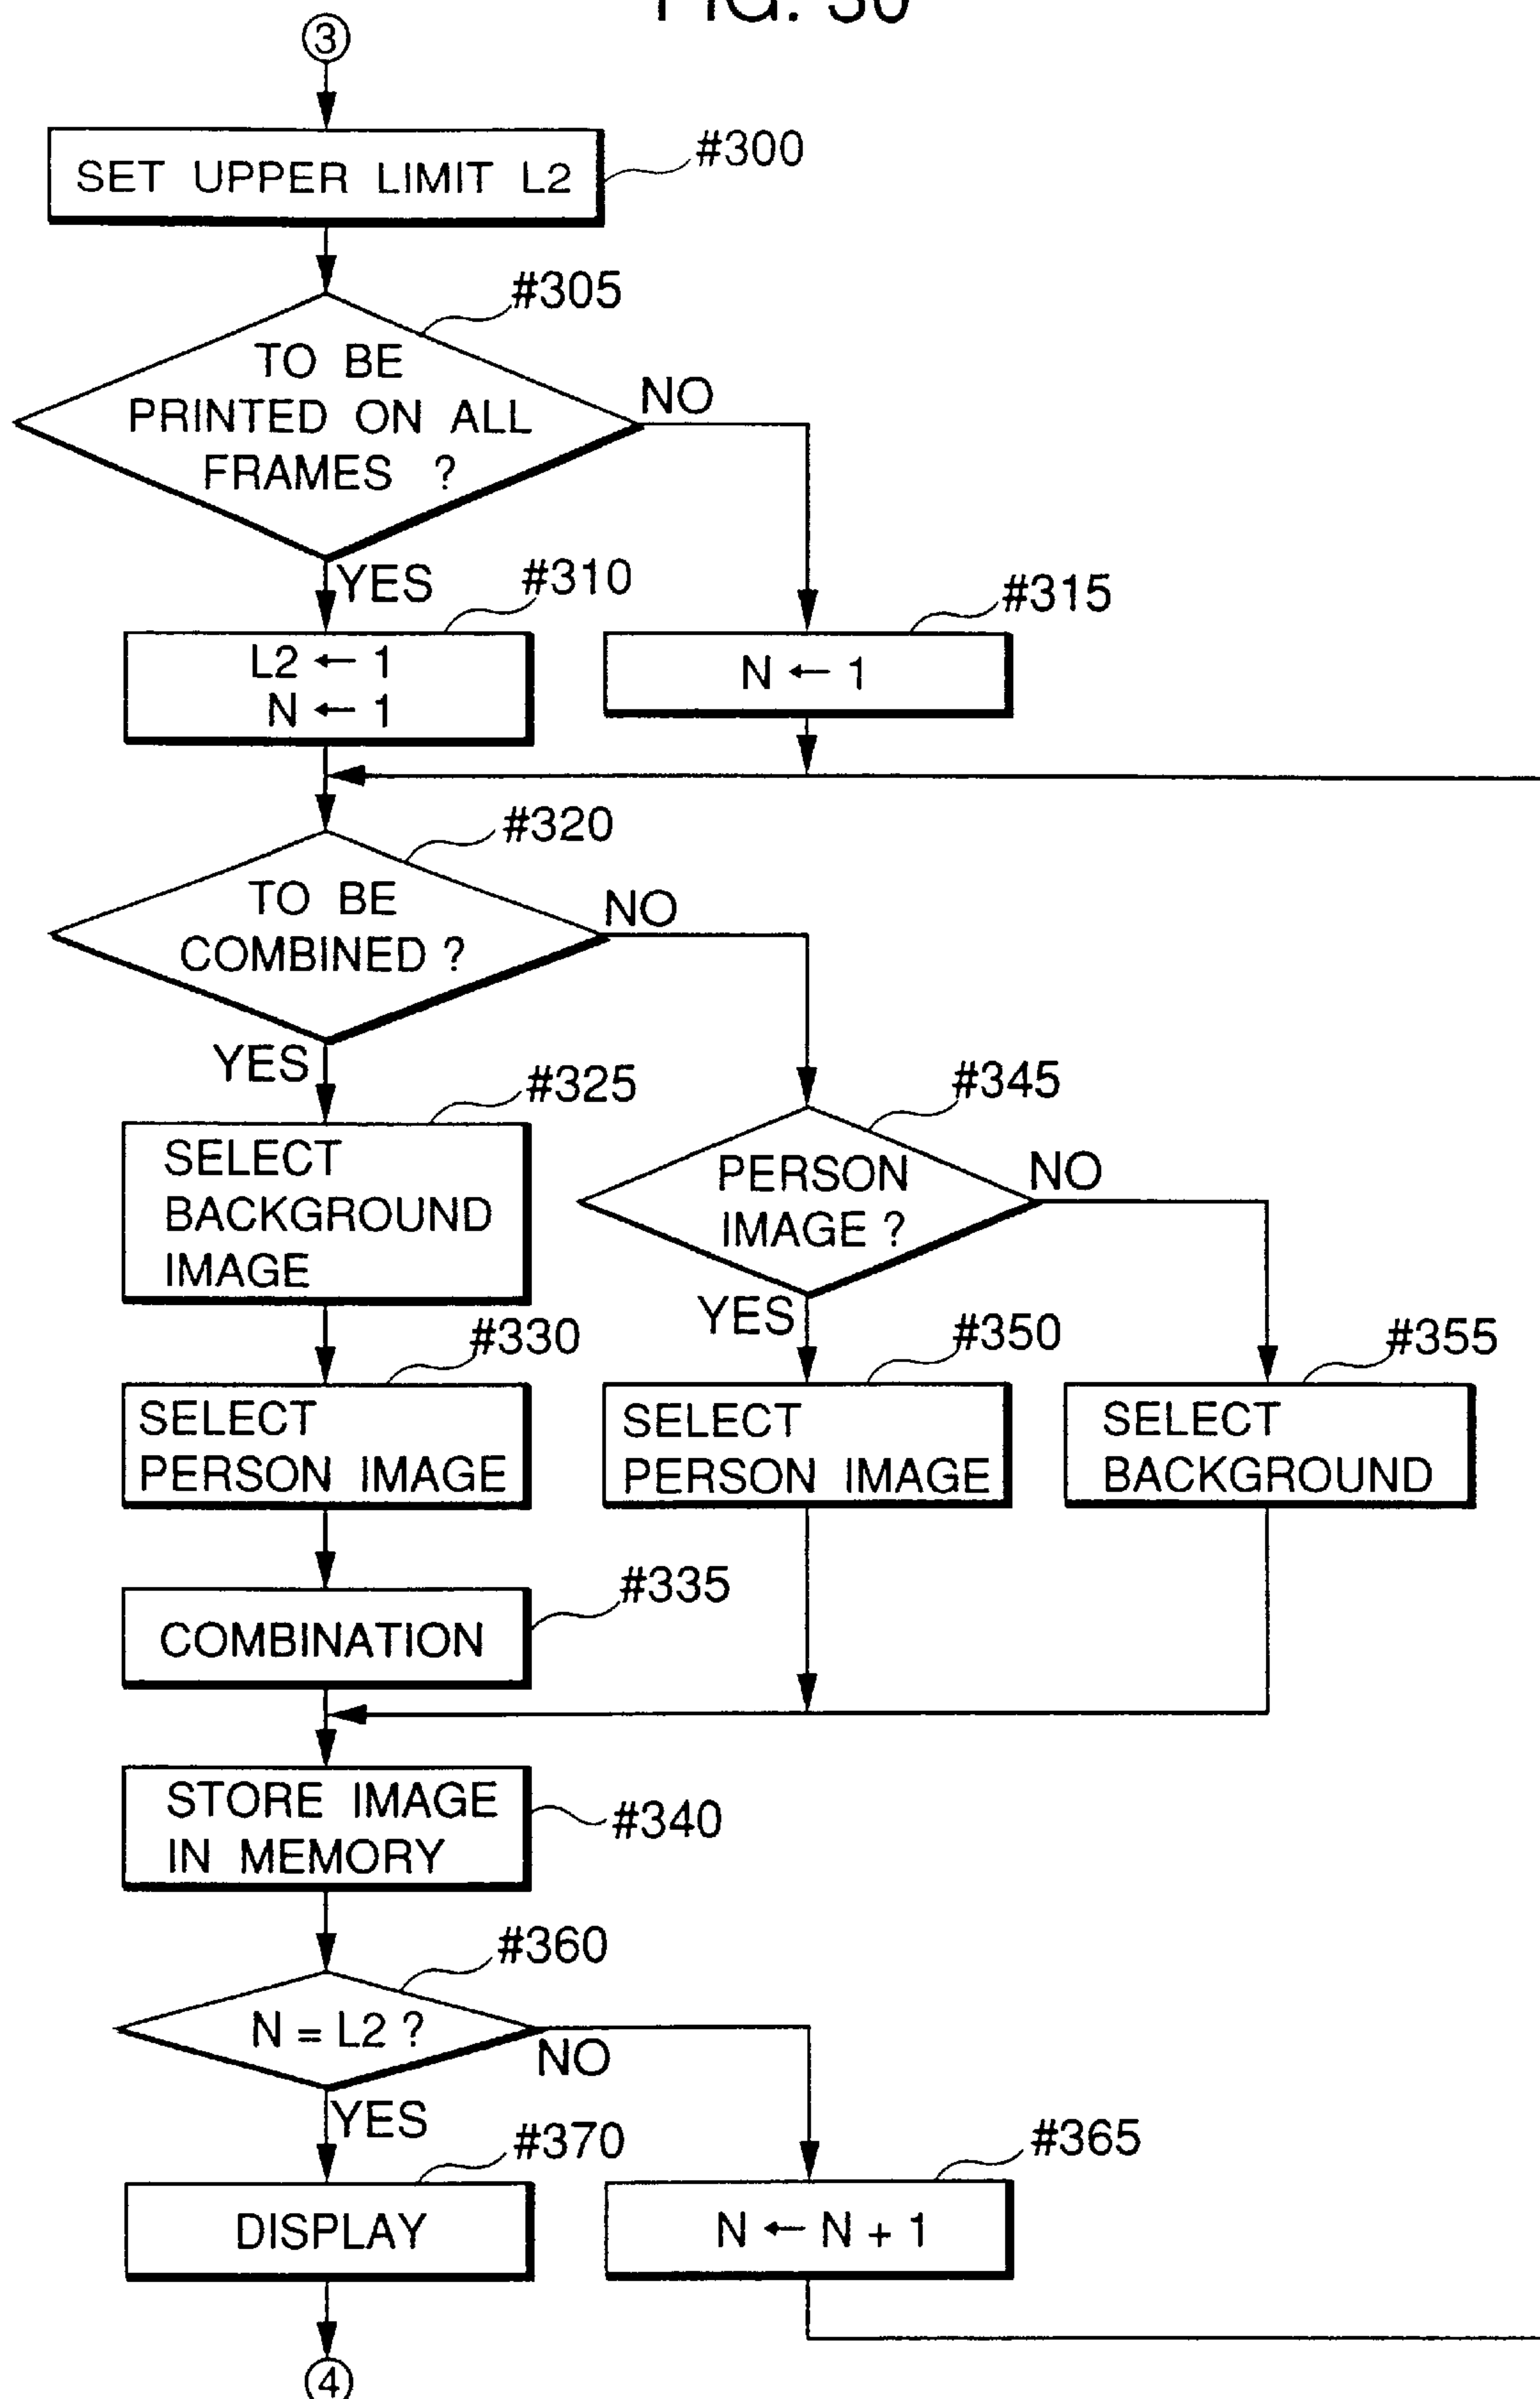 FIG. 30
3
SET UPPER LIMIT L2
#300
#305
TO BE
PRINTED ON ALL
FRAMES ?
NO
YES
#310
#315
L2 ← 1
N ← 1
N ← 1
#320
TO BE
COMBINED ?
NO
YES
#325
#345
SELECT
BACKGROUND
IMAGE
PERSON
IMAGE ?
NO
YES
#330
#350
#355
SELECT
PERSON IMAGE
SELECT
PERSON IMAGE
SELECT
BACKGROUND
#335
COMBINATION
STORE IMAGE
IN MEMORY
#340
#360
N = L2 ?
NO
YES
#370
#365
DISPLAY
N ← N + 1
4